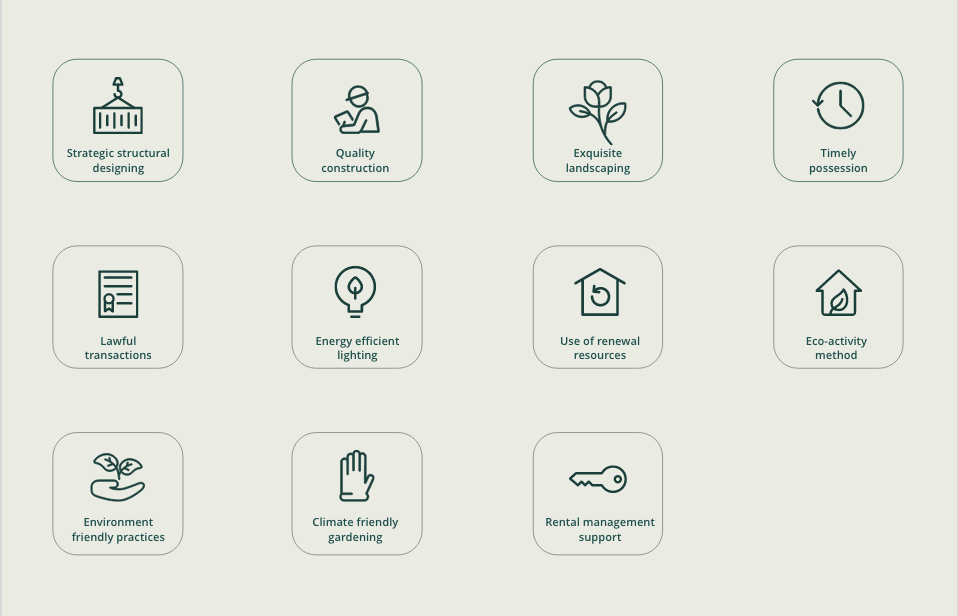 Strategic structural
designing
Quality
construction
Exquisite
landscaping
Timely
possession
Lawful
transactions
Energy efficient
lighting
Use of renewal
resources
Eco-activity
method
Environment
friendly practices
Climate friendly
gardening
Rental management
support